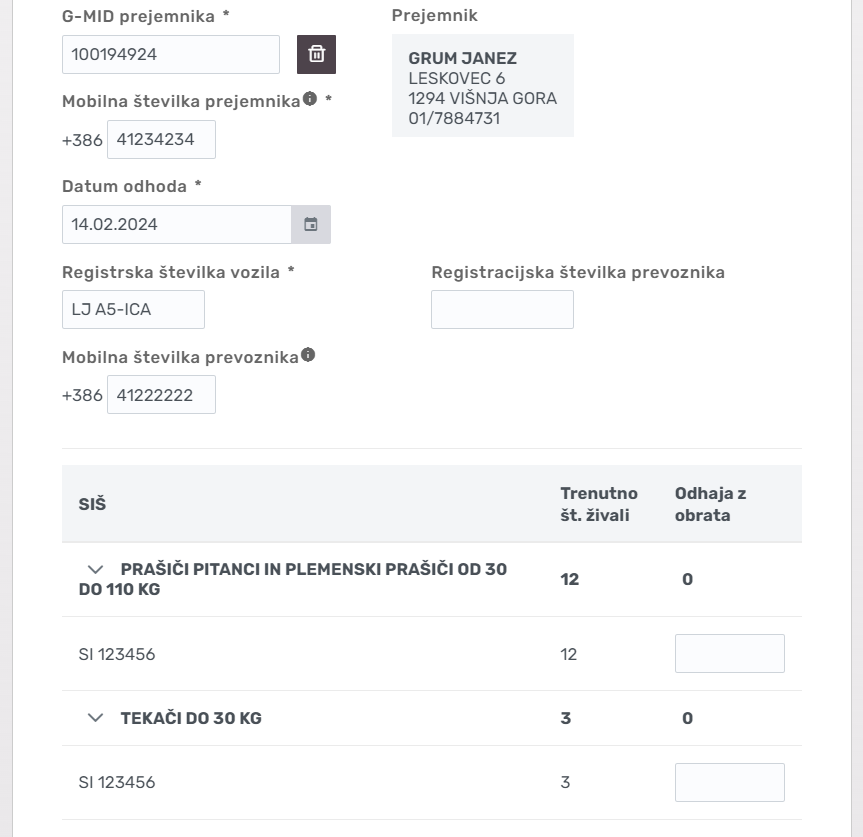 G-MID prejemnika *
100194924
Prejemnik
GRUM JANEZ
LESKOVEC 6
1294 VIŠNJA GORA
01/7884731
Mobilna številka prejemnika *
+386 41234234
Datum odhoda *
14.02.2024
Registrska številka vozila *
LJ A5-ICA
Registracijska številka prevoznika
Mobilna številka prevoznika
+386 41222222
SIŠ
Trenutno št. živali
Odhaja z obrata
PRAŠIČI PITANCI IN PLEMENSKI PRAŠIČI OD 30
DO 110 KG
12
0
SI 123456
12
TEKAČI DO 30 KG
3
0
SI 123456
3